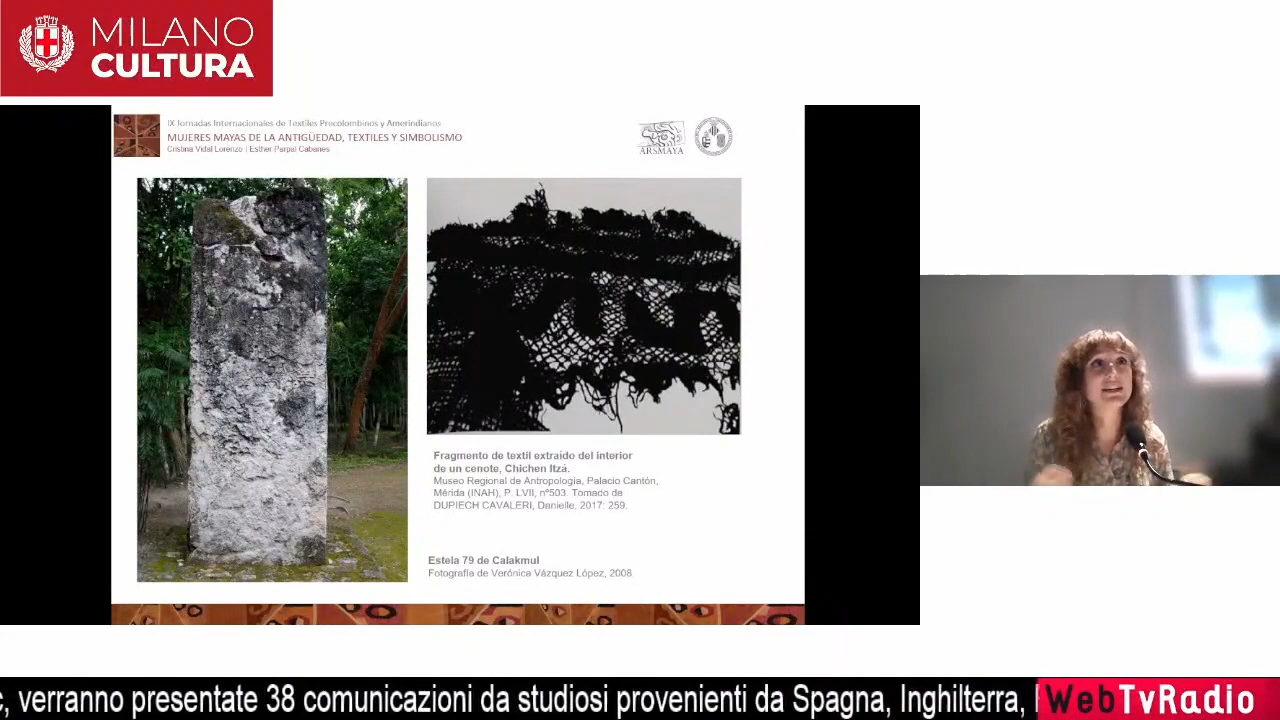 MILANO
CULTURA
IX Jornadas Internacionales de Textiles Precolombinos y Amerindianos
MUJERES MAYAS DE LA ANTIGÜEDAD, TEXTILES Y SIMBOLISMO
Cristina Vidal Lorenzo | Esther Parpal Cabanes
ARSMAYA
Fragmento de textil extraído del interior
de un cenote, Chichen Itzá.
Museo Regional de Antropología, Palacio Cantón,
Mérida (INAH), P. LVII, nº503. Tomado de
DUPIECH CAVALERI, Danielle, 2017: 259.
Estela 79 de Calakmul
Fotografía de Verónica Vázquez López, 2008.
, verranno presentate 38 comunicazioni da studiosi provenienti da Spagna, Inghilterra,
WebTvRadio